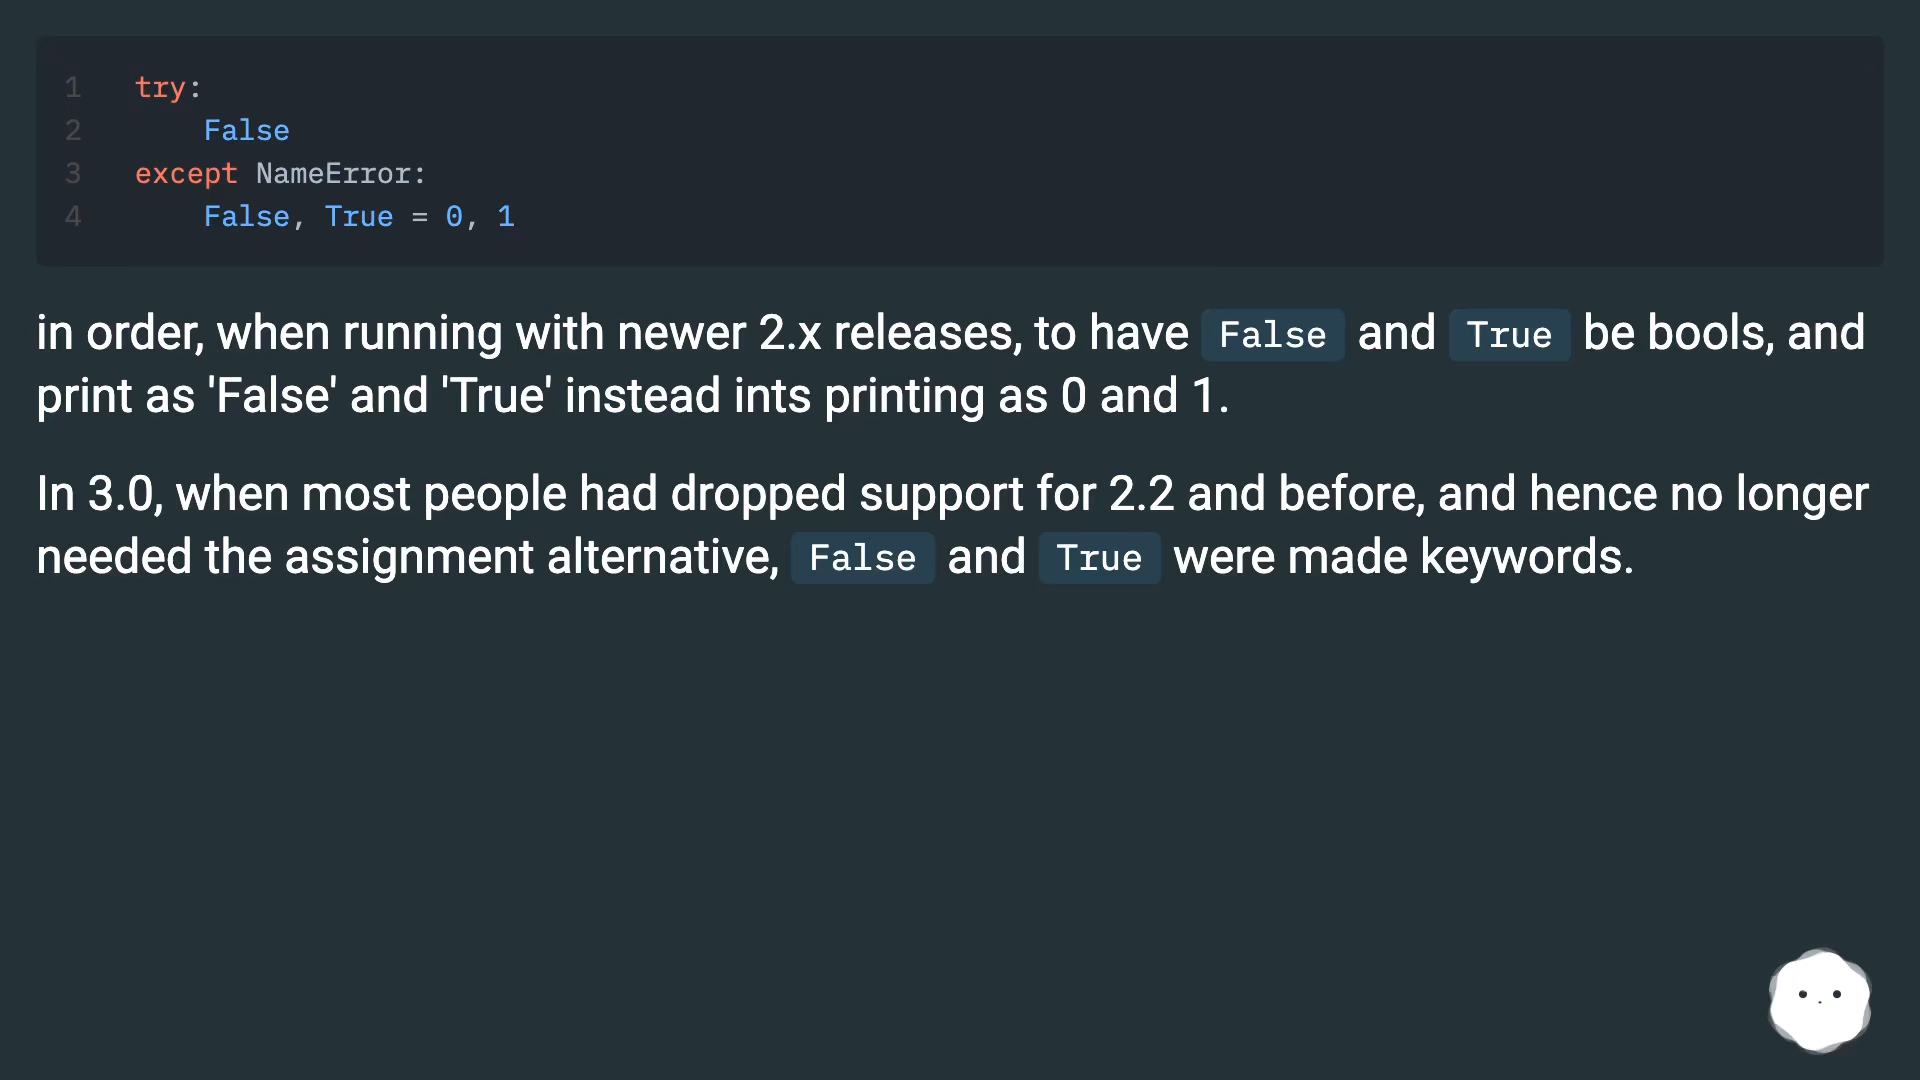 1 try:
2     False
3 except NameError:
4     False, True = 0, 1
in order, when running with newer 2.x releases, to have False and True be bools, and
print as 'False' and 'True' instead ints printing as 0 and 1.
In 3.0, when most people had dropped support for 2.2 and before, and hence no longer
needed the assignment alternative, False and True were made keywords.